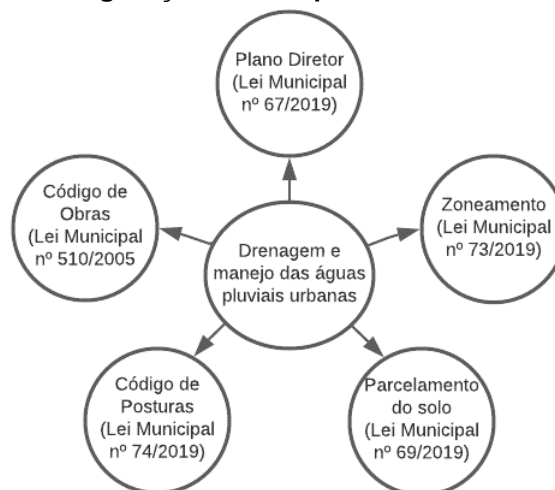 Plano Diretor
(Lei Municipal
nº 67/2019)
Código de
Obras
(Lei Municipal
nº 510/2005
Zoneamento
(Lei Municipal
nº 73/2019)
Drenagem e
manejo das águas
pluviais urbanas
Código de
Posturas
(Lei Municipal
nº 74/2019)
Parcelamento
do solo
(Lei Municipal
nº 69/2019)